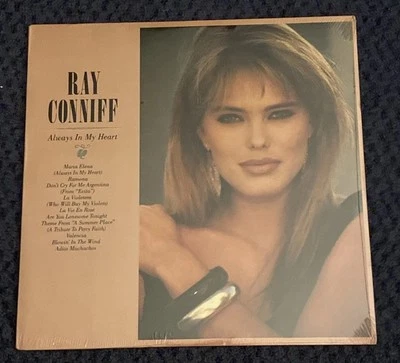 RAY
CONNIFF
Always In My Heart
Maria Elena
(Always In My Heart)
Ramona
Don't Cry For Me Argentina
(From "Evita")
La Violetera
(Who Will Buy My Violets)
La Vie En Rose
Are You Lonesome Tonight
Theme From "A Summer Place"
(A Tribute To Percy Faith)
Valencia
Blowin' In The Wind
Adios Muchachos